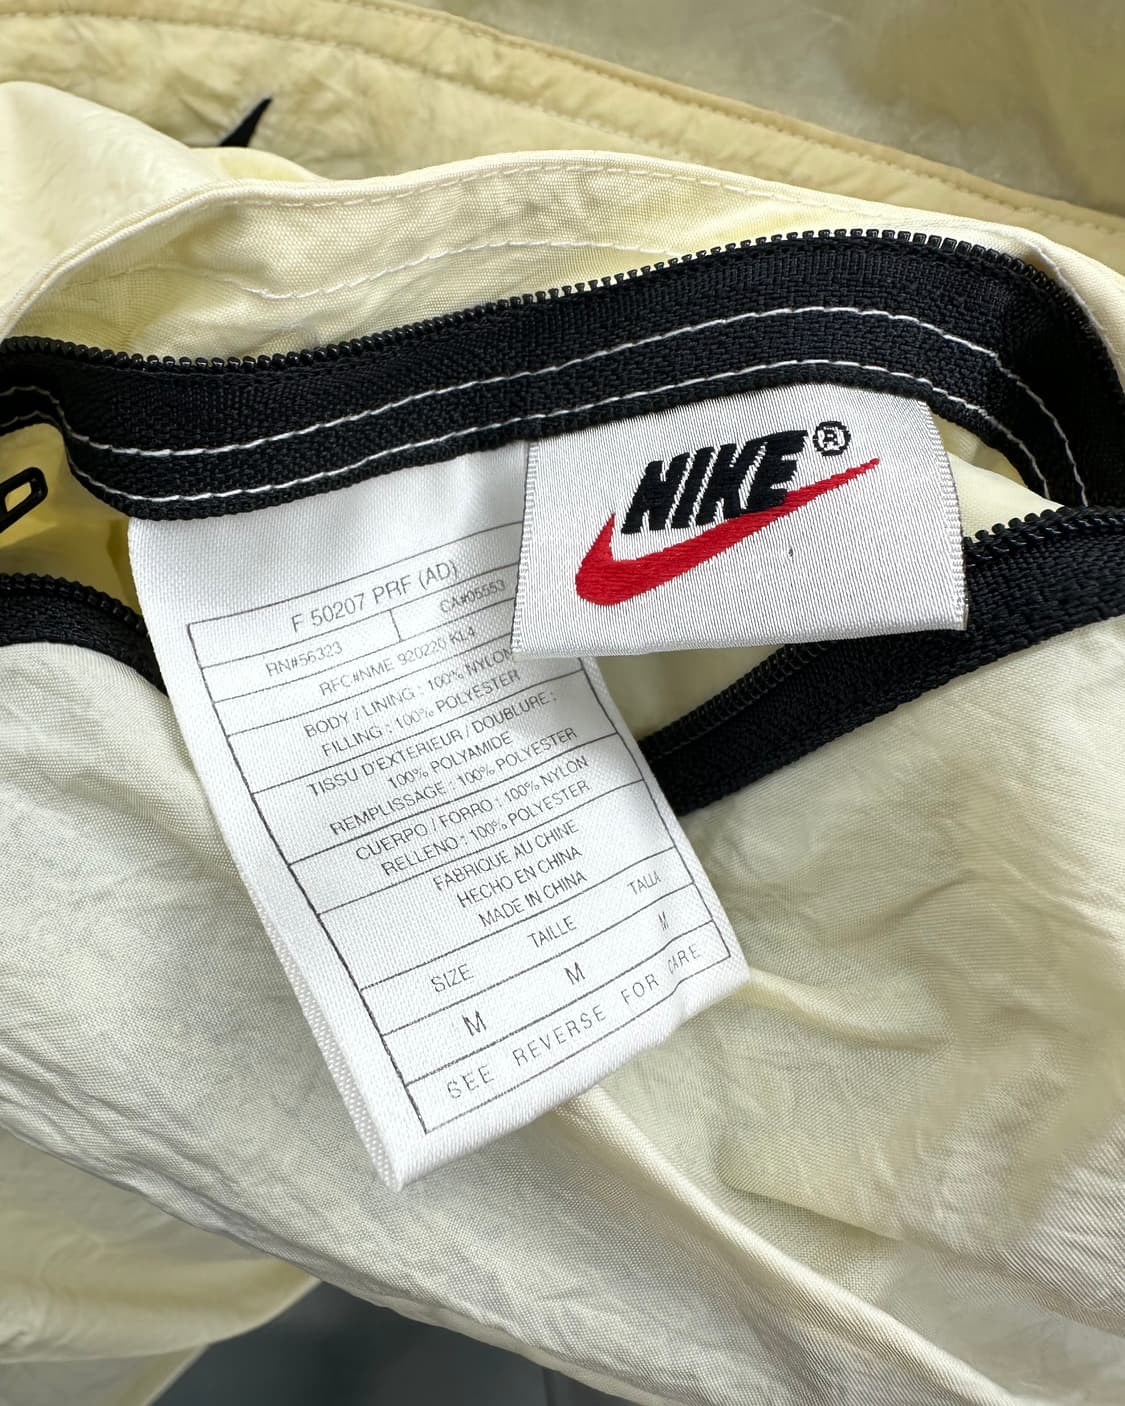 NIKE®
F 50207 PRF (AD)
RN#56323 CA#05553
RFC#NME 920220 KL4
BODY / LINING : 100% NYLON
FILLING : 100% POLYESTER
TISSU D'EXTERIEUR / DOUBLURE :
100% POLYAMIDE
REMPLISSAGE : 100% POLYESTER
CUERPO / FORRO : 100% NYLON
RELLENO : 100% POLYESTER
FABRIQUE AU CHINE
HECHO EN CHINA
MADE IN CHINA
SIZE TAILLE TALLA
M M M
SEE REVERSE FOR CARE